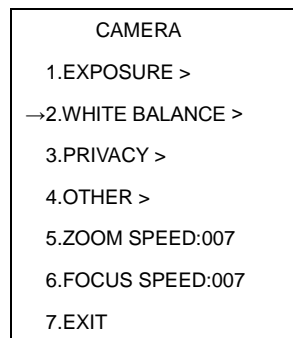 CAMERA
1.EXPOSURE >
→2.WHITE BALANCE >
3.PRIVACY >
4.OTHER >
5.ZOOM SPEED:007
6.FOCUS SPEED:007
7.EXIT